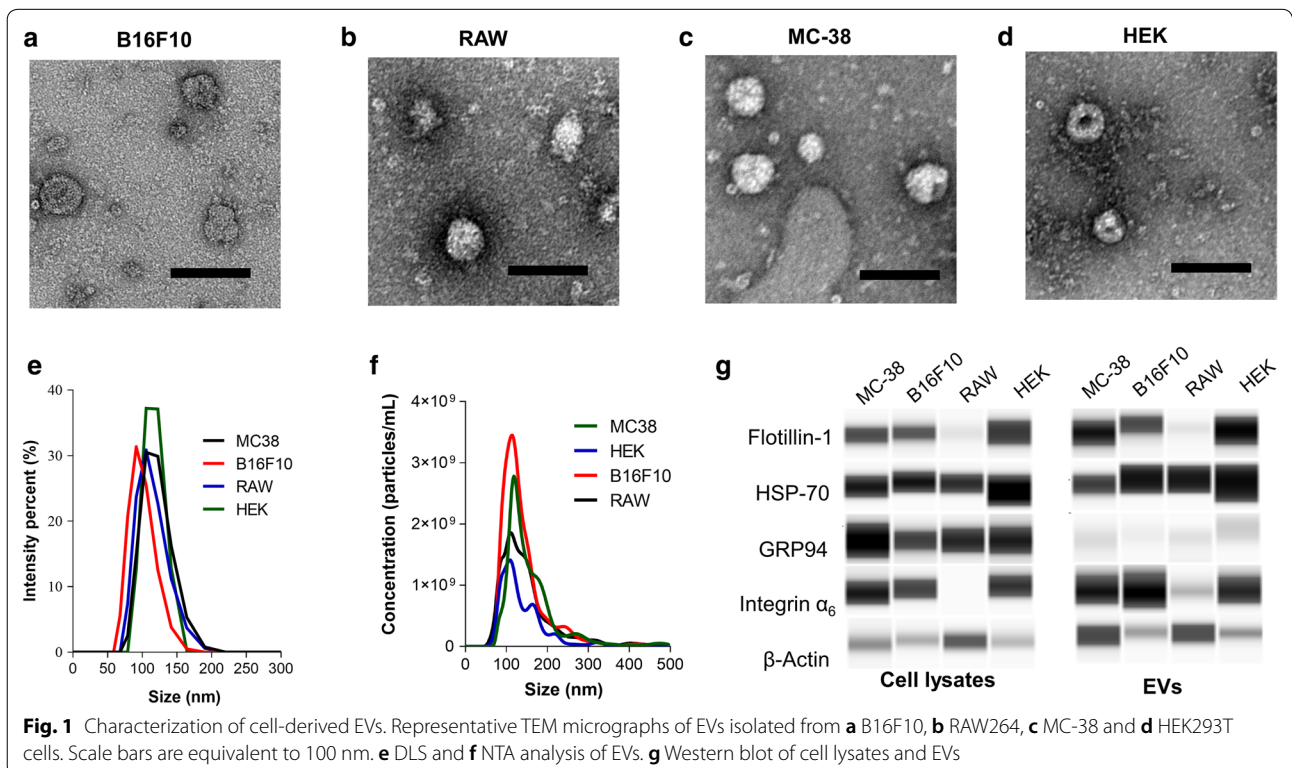 a
B16F10
b
RAW
c
MC-38
d
HEK
e
Intensity percent (%)
40
30
20
10
0
0
50
100
150
200
250
300
Size (nm)
MC38
B16F10
RAW
HEK
f
Concentration (particles/mL)
4×10⁹
3×10⁹
2×10⁹
1×10⁹
0
0
100
200
300
400
500
Size (nm)
MC38
HEK
B16F10
RAW
g
MC-38
B16F10
RAW
HEK
MC-38
B16F10
RAW
HEK
Flotillin-1
HSP-70
GRP94
Integrin α₆
β-Actin
Cell lysates
EVs
Fig. 1 Characterization of cell-derived EVs. Representative TEM micrographs of EVs isolated from a B16F10, b RAW264, c MC-38 and d HEK293T
cells. Scale bars are equivalent to 100 nm. e DLS and f NTA analysis of EVs. g Western blot of cell lysates and EVs